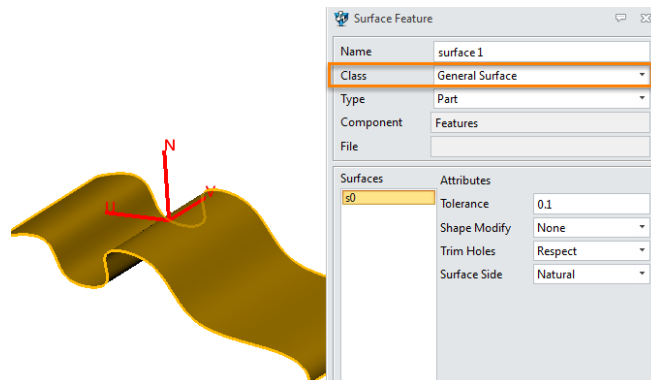 Surface Feature
Name surface 1
Class General Surface
Type Part
Component Features
File
Surfaces Attributes
s0
Tolerance 0.1
Shape Modify None
Trim Holes Respect
Surface Side Natural
N
U